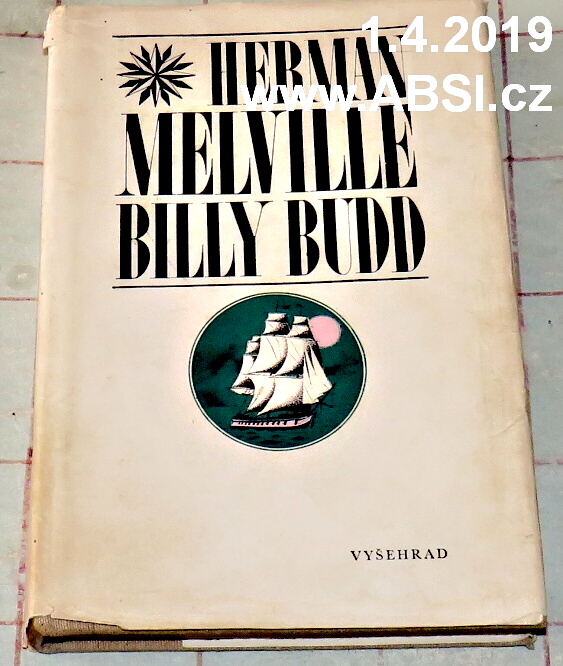 1.4.2019
HERMAN
www.ABSI.cz
MELVILLE
BILLY BUDD
VYŠEHRAD